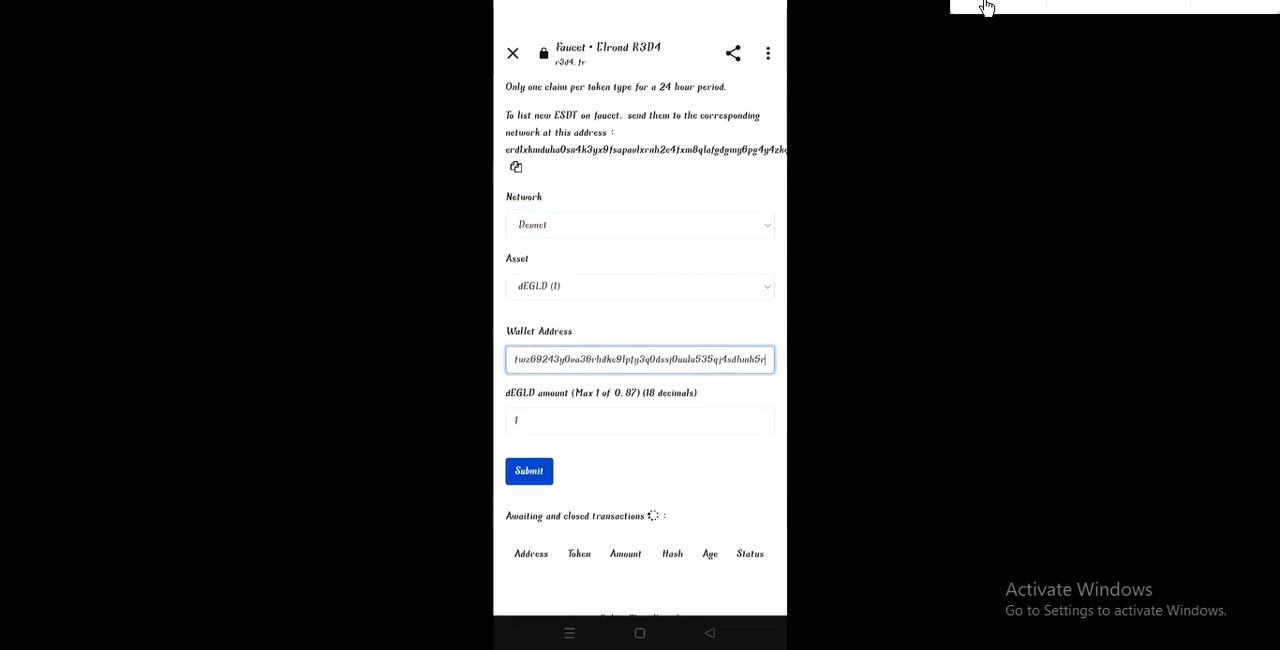 Faucet • Elrond R3D4
r3d4.fr
Only one claim per token type for a 24 hour period.
To list new ESDT on faucet, send them to the corresponding
network at this address :
erd1xkmduha0sn4k3yx9fsapavlxrnh2e4fxm8qlafgdgmy6pg4y4zkq
Network
Devnet
Asset
dEGLD (1)
Wallet Address
fwz69243y0va36rhdke91pfy3q0dssj0uulu535qj4sdhmh5r
dEGLD amount (Max 1 of 0.87) (18 decimals)
1
Submit
Awaiting and closed transactions :
Address Token Amount Hash Age Status
Activate Windows
Go to Settings to activate Windows.